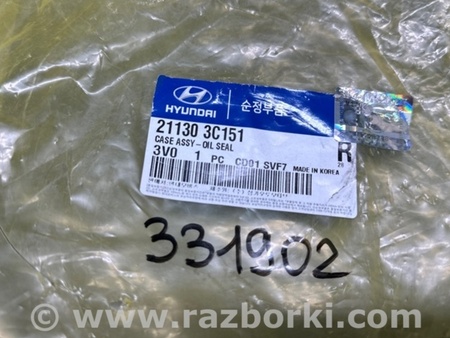 HYUNDAI
순정부품
21130 3C151
CASE ASSY-OIL SEAL
3V0 1 PC CD01 SVF7 MADE IN KOREA
R
331902
© www.razborki.com